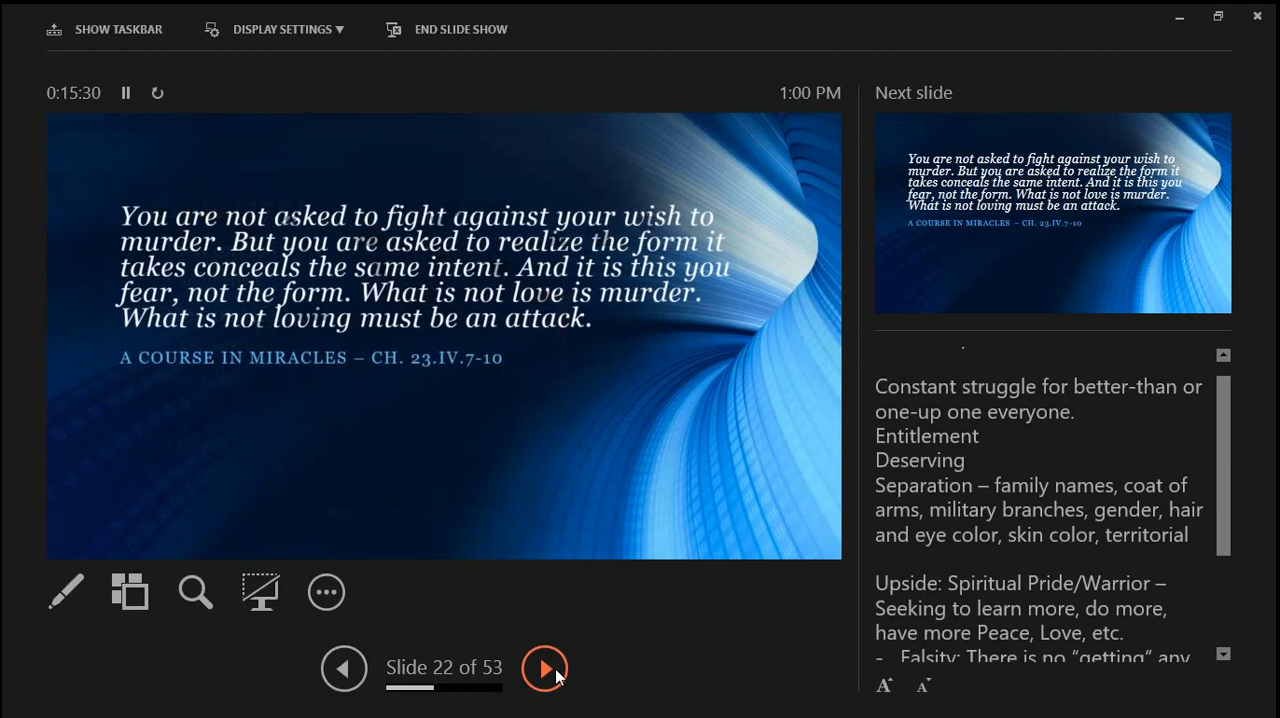 SHOW TASKBAR
DISPLAY SETTINGS
END SLIDE SHOW
0:15:30
1:00 PM
You are not asked to fight against your wish to
murder. But you are asked to realize the form it
takes conceals the same intent. And it is this you
fear, not the form. What is not love is murder.
What is not loving must be an attack.
A COURSE IN MIRACLES – CH. 23.IV.7-10
Slide 22 of 53
Next slide
You are not asked to fight against your wish to
murder. But you are asked to realize the form it
takes conceals the same intent. And it is this you
fear, not the form. What is not love is murder.
What is not loving must be an attack.
A COURSE IN MIRACLES – CH. 23.IV.7-10
Constant struggle for better-than or
one-up one everyone.
Entitlement
Deserving
Separation – family names, coat of
arms, military branches, gender, hair
and eye color, skin color, territorial
Upside: Spiritual Pride/Warrior –
Seeking to learn more, do more,
have more Peace, Love, etc.
- Falsity: There is no “getting” any
A A